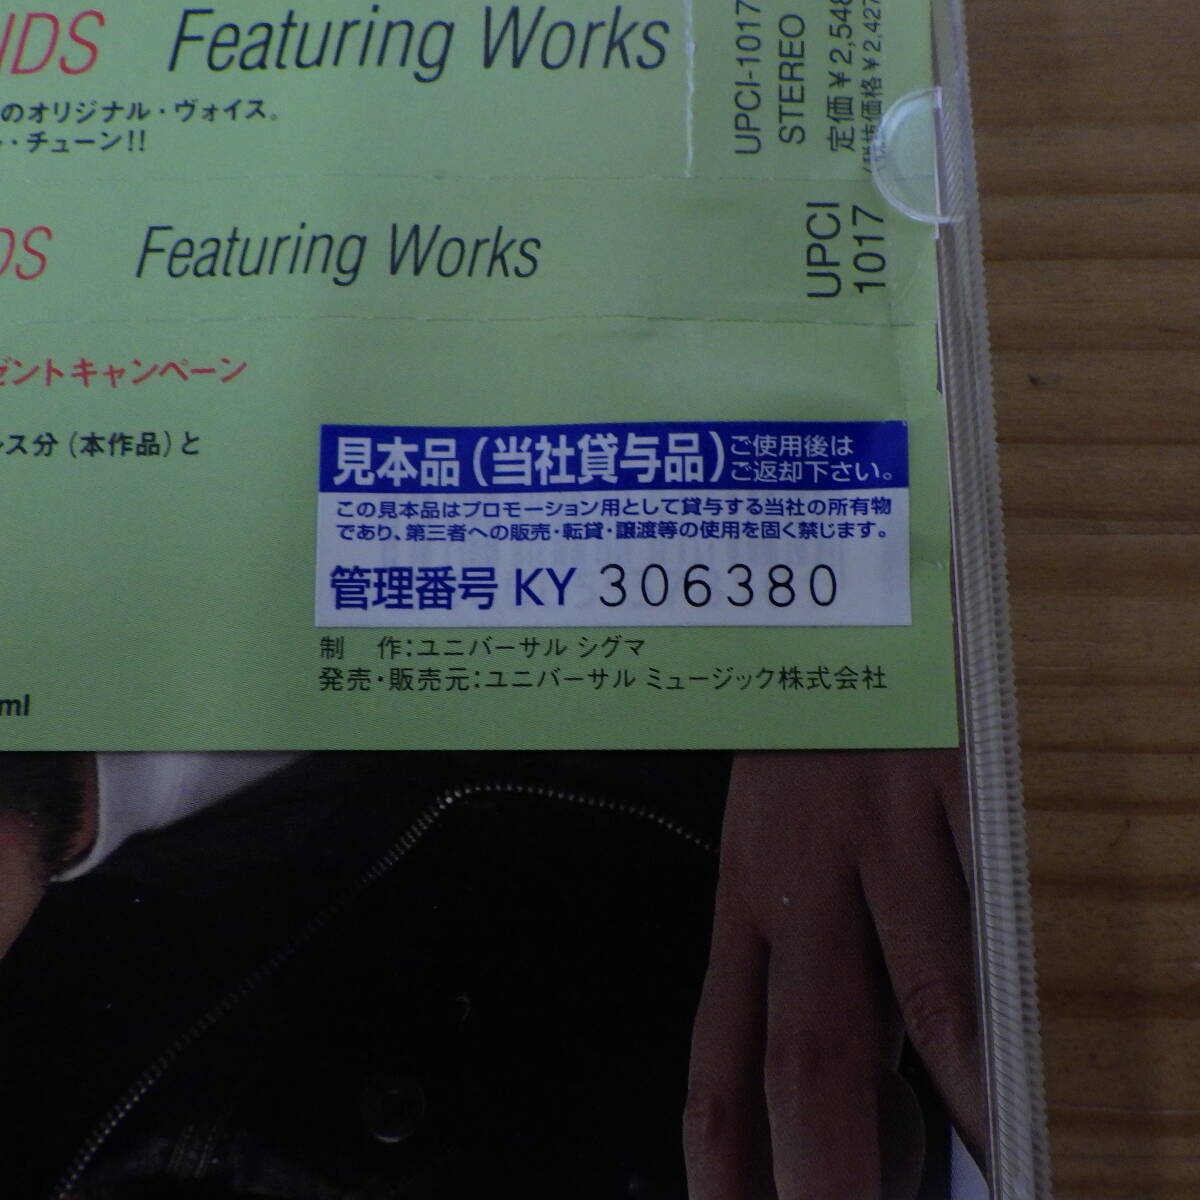 NDS Featuring Works
のオリジナル・ヴォイス。
・チューン!!
UPCI-1017
STEREO
定価¥2,548
(税抜価格¥2,427
DS Featuring Works
UPCI
1017
ゼントキャンペーン
ス分(本作品)と
見本品(当社貸与品)
ご使用後は
ご返却下さい。
この見本品はプロモーション用として貸与する当社の所有物
であり、第三者への販売・転貸・譲渡等の使用を固く禁じます。
管理番号 KY 306380
制 作:ユニバーサル シグマ
発売・販売元:ユニバーサル ミュージック株式会社
ml